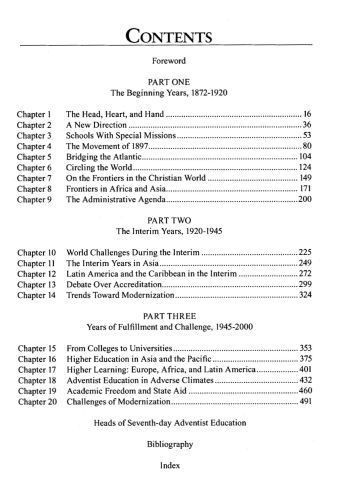 CONTENTS
Foreword
PART ONE
The Beginning Years, 1872-1920
Chapter 1 The Head, Heart, and Hand 16
Chapter 2 A New Direction 36
Chapter 3 Schools With Special Missions 53
Chapter 4 The Movement of 1897 80
Chapter 5 Bridging the Atlantic 104
Chapter 6 Circling the World 124
Chapter 7 On the Frontiers in the Christian World 149
Chapter 8 Frontiers in Africa and Asia 171
Chapter 9 The Administrative Agenda 200
PART TWO
The Interim Years, 1920-1945
Chapter 10 World Challenges During the Interim 225
Chapter 11 The Interim Years in Asia 249
Chapter 12 Latin America and the Caribbean in the Interim 272
Chapter 13 Debate Over Accreditation 299
Chapter 14 Trends Toward Modernization 324
PART THREE
Years of Fulfillment and Challenge, 1945-2000
Chapter 15 From Colleges to Universities 353
Chapter 16 Higher Education in Asia and the Pacific 375
Chapter 17 Higher Learning: Europe, Africa, and Latin America 401
Chapter 18 Adventist Education in Adverse Climates 432
Chapter 19 Academic Freedom and State Aid 460
Chapter 20 Challenges of Modernization 491
Heads of Seventh-day Adventist Education
Bibliography
Index